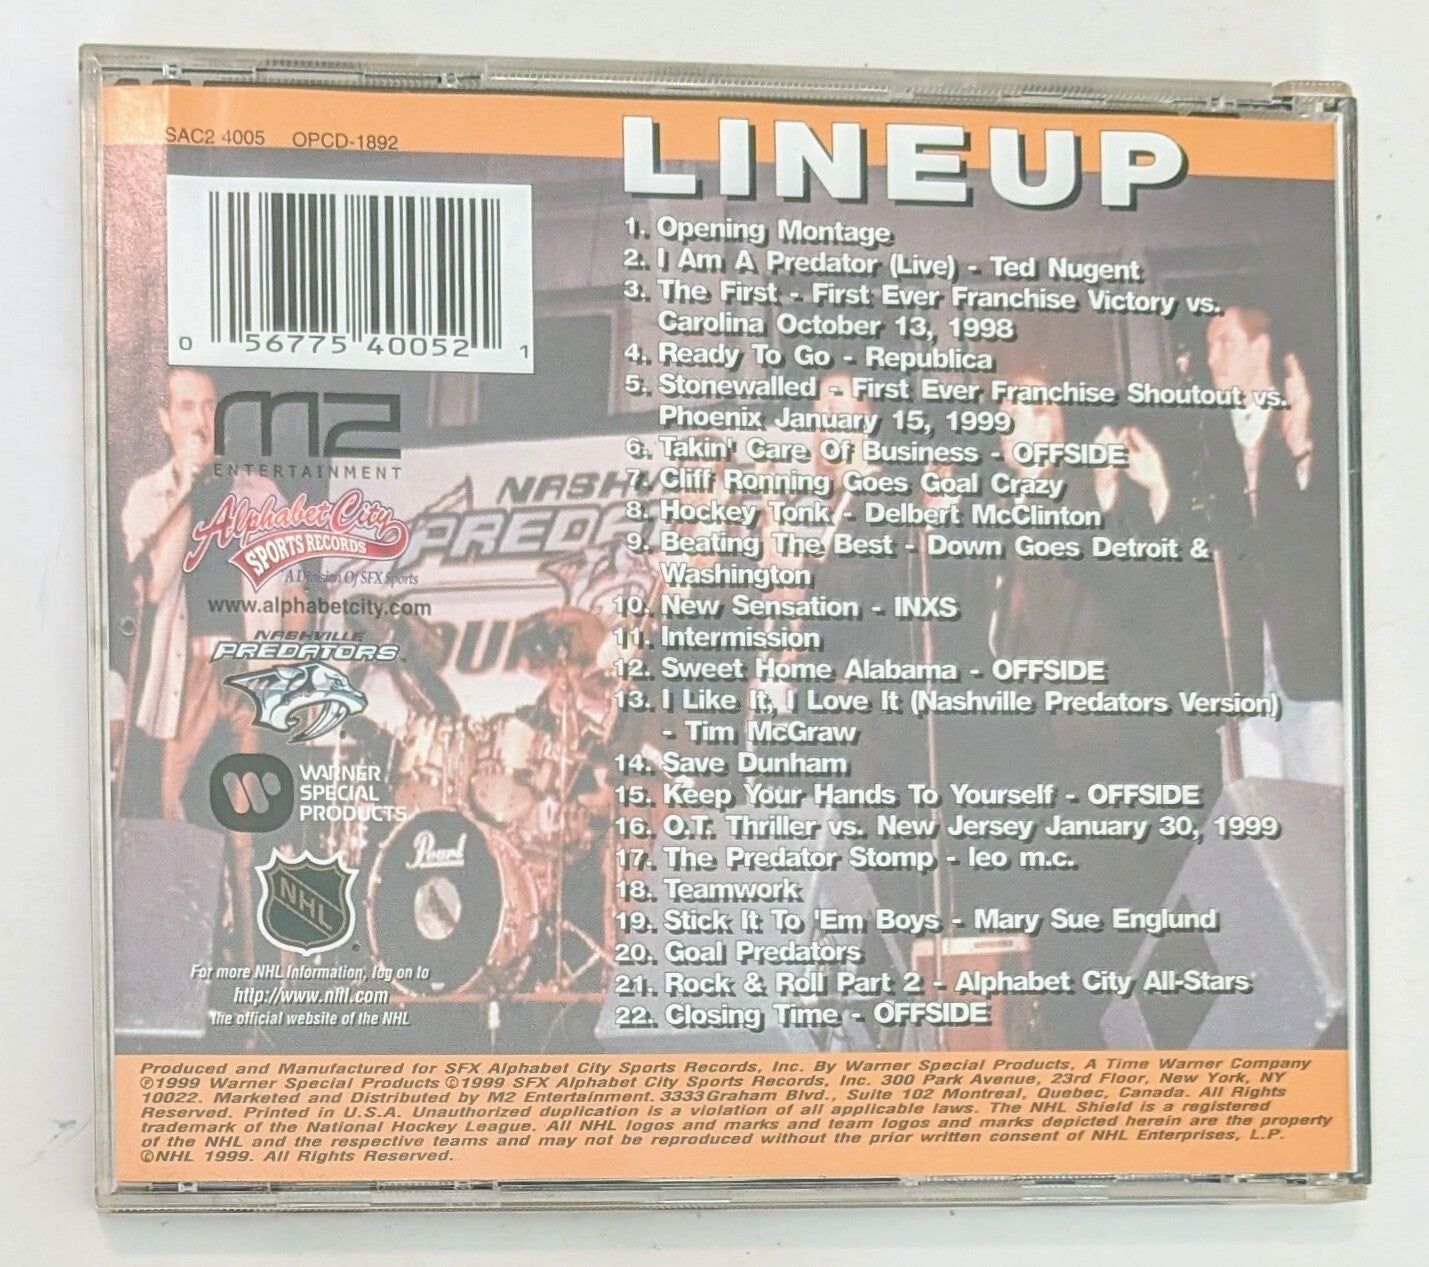 SAC2 4005 OPCD-1892
LINEUP
0 56775 40052 1
1. Opening Montage
2. I Am A Predator (Live) - Ted Nugent
3. The First - First Ever Franchise Victory vs.
Carolina October 13, 1998
4. Ready To Go - Republica
5. Stonewalled - First Ever Franchise Shoutout vs.
Phoenix January 15, 1999
6. Takin' Care Of Business - OFFSIDE
7. Cliff Ronning Goes Goal Crazy
8. Hockey Tonk - Delbert McClinton
9. Beating The Best - Down Goes Detroit &
Washington
10. New Sensation - INXS
11. Intermission
12. Sweet Home Alabama - OFFSIDE
13. I Like It, I Love It (Nashville Predators Version)
- Tim McGraw
14. Save Dunham
15. Keep Your Hands To Yourself - OFFSIDE
16. O.T. Thriller vs. New Jersey January 30, 1999
17. The Predator Stomp - leo m.c.
18. Teamwork
19. Stick It To 'Em Boys - Mary Sue Englund
20. Goal Predators
21. Rock & Roll Part 2 - Alphabet City All-Stars
22. Closing Time - OFFSIDE
M2
ENTERTAINMENT
Alphabet City
SPORTS RECORDS
A Division Of SFX Sports
www.alphabetcity.com
NASHVILLE
PREDATORS
WARNER
SPECIAL
PRODUCTS
NHL
For more NHL Information, log on to
http://www.nhl.com
the official website of the NHL
NASHV
PREDA
OUR
Pearl
Produced and Manufactured for SFX Alphabet City Sports Records, Inc. By Warner Special Products, A Time Warner Company
℗1999 Warner Special Products ©1999 SFX Alphabet City Sports Records, Inc. 300 Park Avenue, 23rd Floor, New York, NY
10022. Marketed and Distributed by M2 Entertainment. 3333 Graham Blvd., Suite 102 Montreal, Quebec, Canada. All Rights
Reserved. Printed in U.S.A. Unauthorized duplication is a violation of all applicable laws. The NHL Shield is a registered
trademark of the National Hockey League. All NHL logos and marks and team logos and marks depicted herein are the property
of the NHL and the respective teams and may not be reproduced without the prior written consent of NHL Enterprises, L.P.
©NHL 1999. All Rights Reserved.